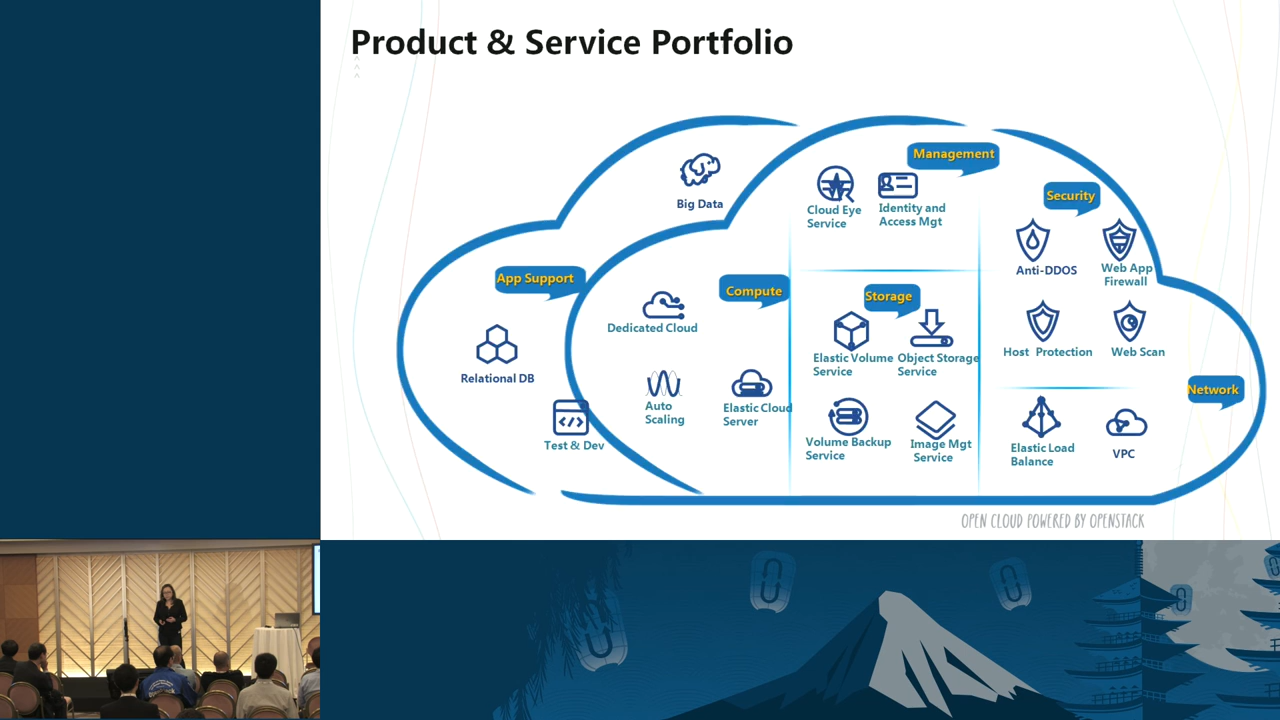 Product & Service Portfolio
Big Data
App Support
Relational DB
Test & Dev
Compute
Dedicated Cloud
Auto
Scaling
Elastic Cloud
Server
Management
Cloud Eye
Service
Identity and
Access Mgt
Storage
Elastic Volume
Service
Object Storage
Service
Volume Backup
Service
Image Mgt
Service
Security
Anti-DDOS
Web App
Firewall
Host Protection
Web Scan
Network
Elastic Load
Balance
VPC
OPEN CLOUD POWERED BY OPENSTACK